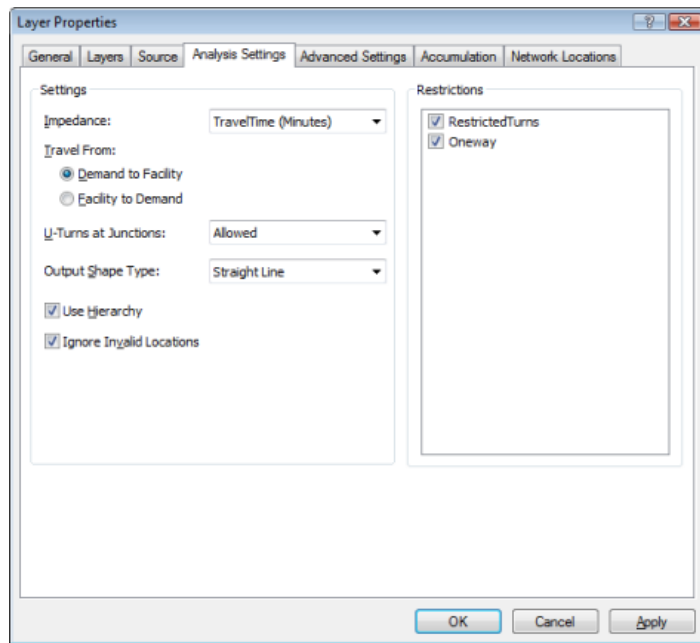 Layer Properties
General Layers Source Analysis Settings Advanced Settings Accumulation Network Locations
Settings
Impedance: TravelTime (Minutes)
Travel From:
Demand to Facility
Facility to Demand
U-Turns at Junctions: Allowed
Output Shape Type: Straight Line
Use Hierarchy
Ignore Invalid Locations
Restrictions
RestrictedTurns
Oneway
OK Cancel Apply